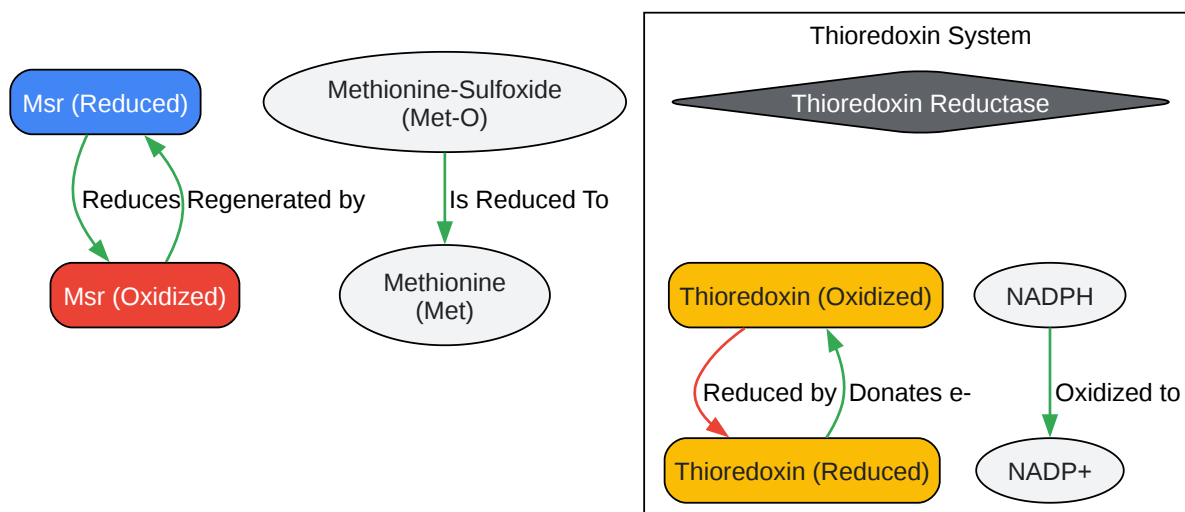 Thioredoxin System
Msr (Reduced)
Methionine-Sulfoxide
(Met-O)
Thioredoxin Reductase
Reduces
Regenerated by
Is Reduced To
Msr (Oxidized)
Methionine
(Met)
Thioredoxin (Oxidized)
NADPH
Reduced by
Donates e-
Oxidized to
Thioredoxin (Reduced)
NADP+